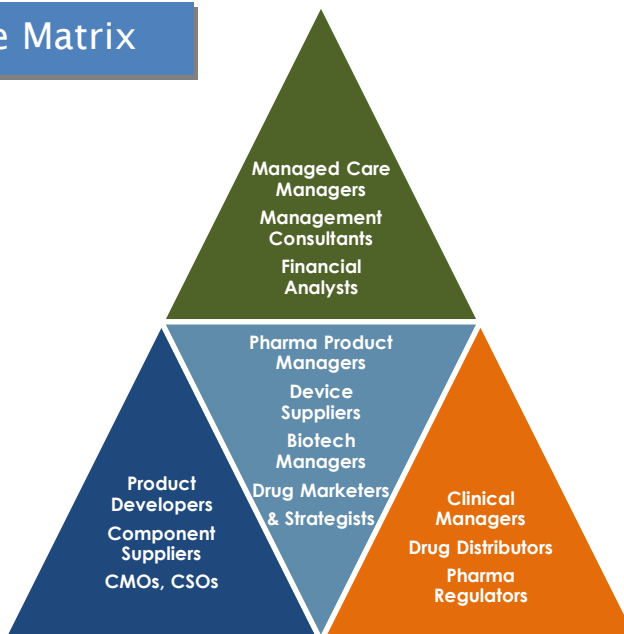 e Matrix
Managed Care
Managers
Management
Consultants
Financial
Analysts
Pharma Product
Managers
Device
Suppliers
Biotech
Managers
Drug Marketers
& Strategists
Product
Developers
Component
Suppliers
CMOs, CSOs
Clinical
Managers
Drug Distributors
Pharma
Regulators